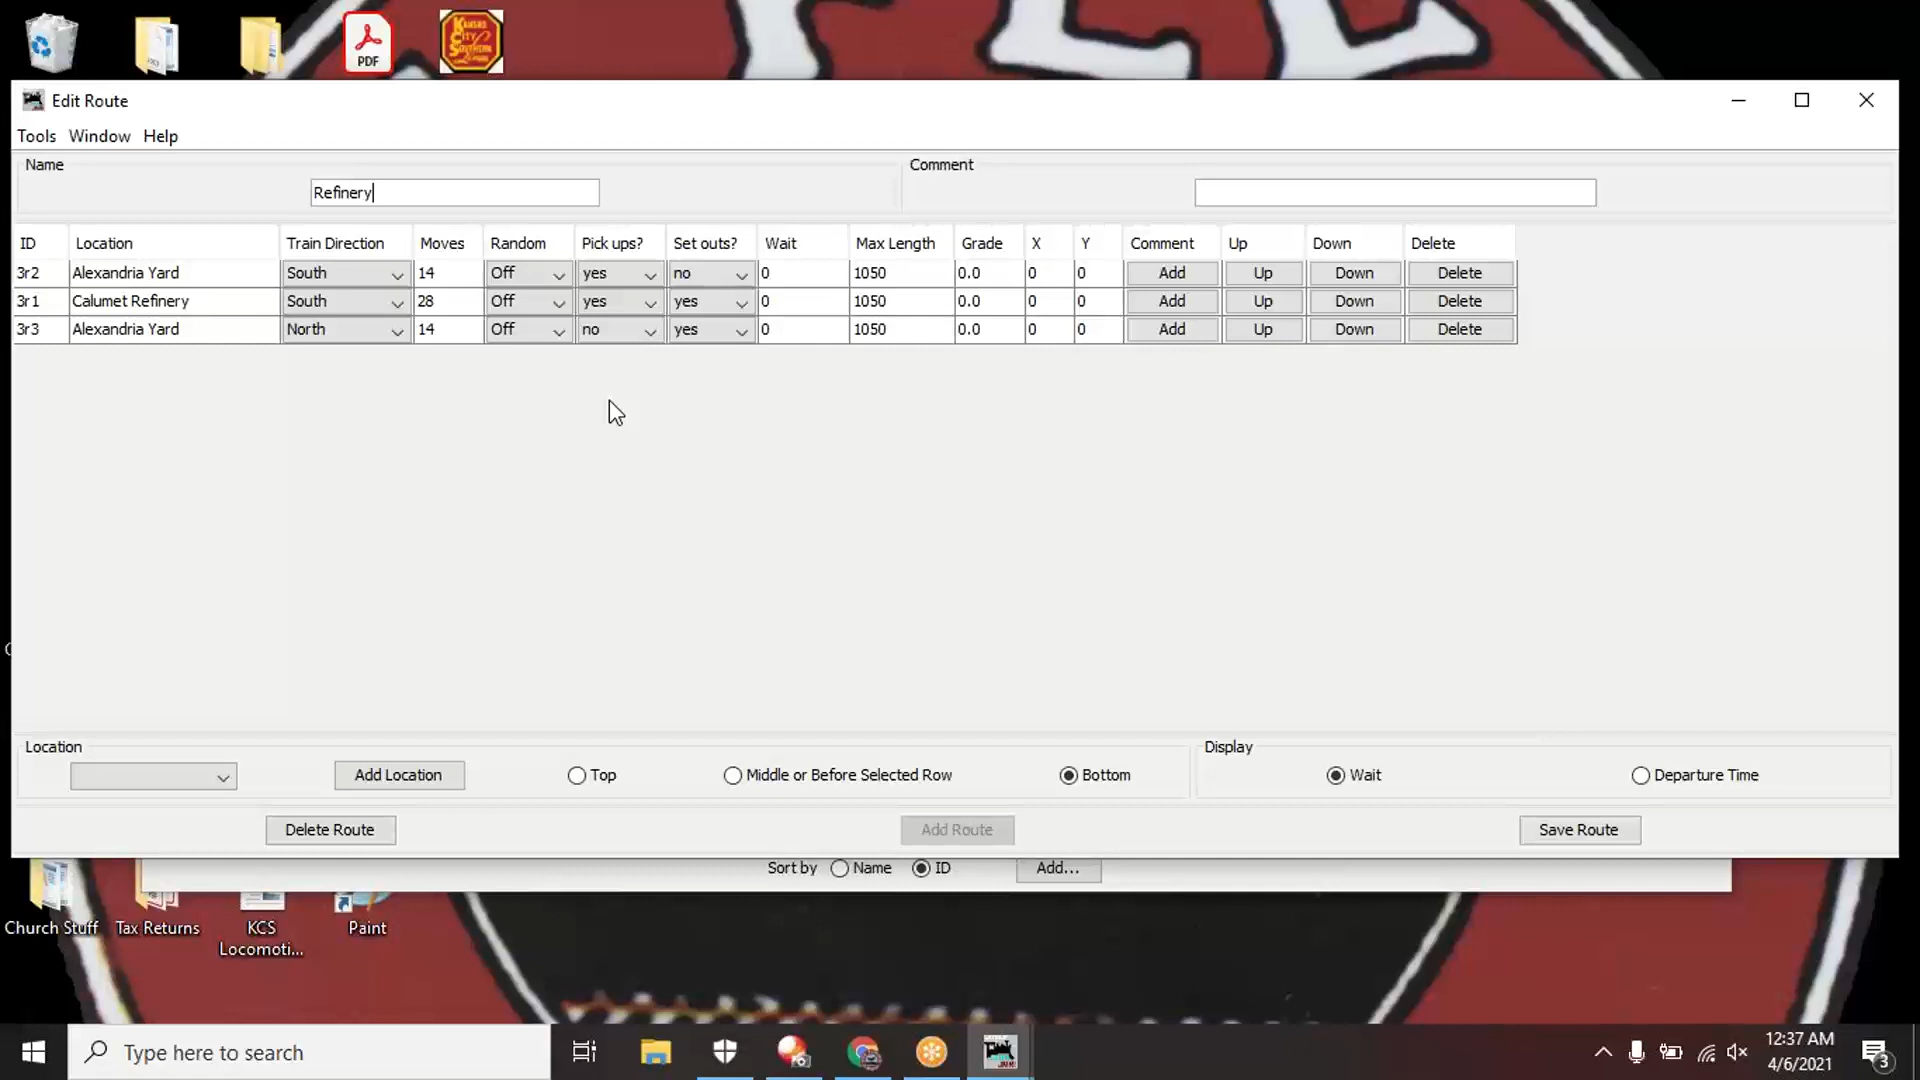 PDF
KANSAS
CITY
SOUTHERN
Lines
Edit Route
Tools Window Help
Name Comment
Refinery
ID Location Train Direction Moves Random Pick ups? Set outs? Wait Max Length Grade X Y Comment Up Down Delete
3r2 Alexandria Yard South 14 Off yes no 0 1050 0.0 0 0 Add Up Down Delete
3r1 Calumet Refinery South 28 Off yes yes 0 1050 0.0 0 0 Add Up Down Delete
3r3 Alexandria Yard North 14 Off no yes 0 1050 0.0 0 0 Add Up Down Delete
Location Display
Add Location Top Middle or Before Selected Row Bottom Wait Departure Time
Delete Route Add Route Save Route
Sort by Name ID Add...
Church Stuff Tax Returns KCS Locomoti... Paint
Type here to search
12:37 AM
4/6/2021
3